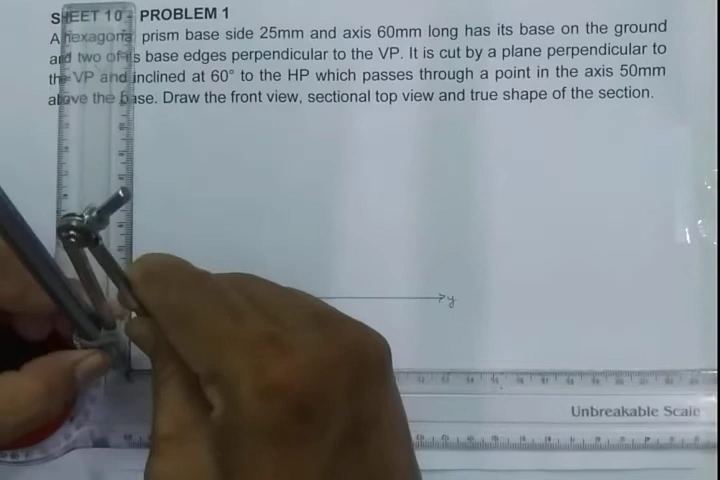 SHEET 10 - PROBLEM 1
A hexagonal prism base side 25mm and axis 60mm long has its base on the ground
and two of its base edges perpendicular to the VP. It is cut by a plane perpendicular to
the VP and inclined at 60° to the HP which passes through a point in the axis 50mm
above the base. Draw the front view, sectional top view and true shape of the section.
y
Unbreakable Scale